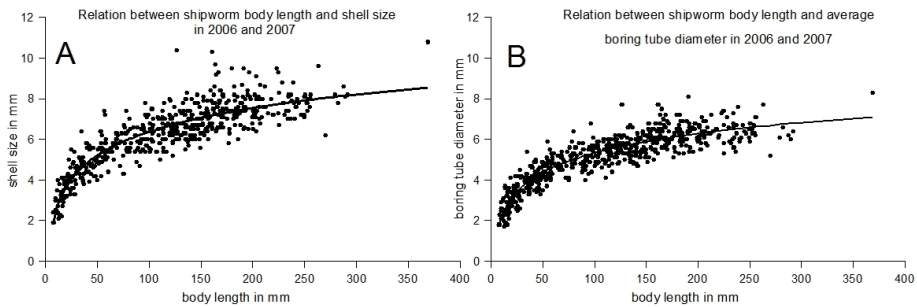 Relation between shipworm body length and shell size
in 2006 and 2007
A
12
10
8
6
4
2
0
shell size in mm
0 50 100 150 200 250 300 350 400
body length in mm
Relation between shipworm body length and average
boring tube diameter in 2006 and 2007
B
12
10
8
6
4
2
0
boring tube diameter in mm
0 50 100 150 200 250 300 350 400
body length in mm